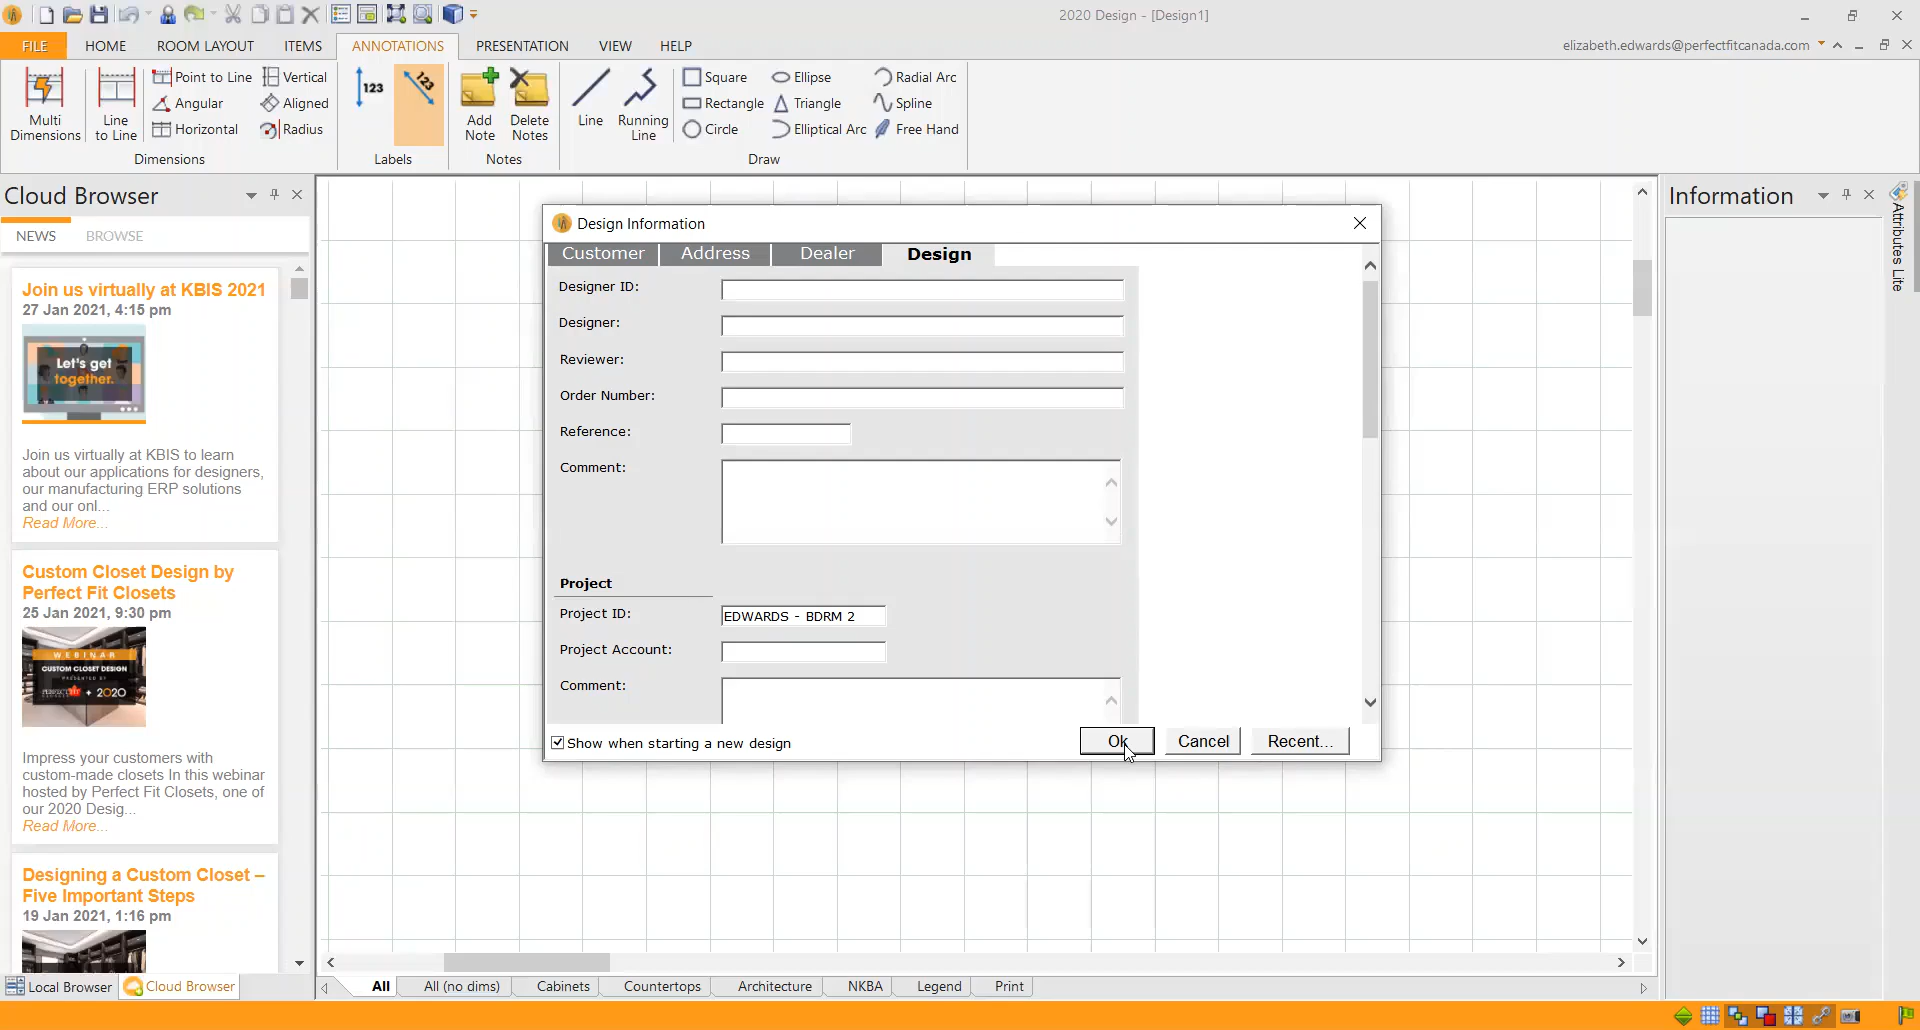 2020 Design - [Design1]
FILE
HOME
ROOM LAYOUT
ITEMS
ANNOTATIONS
PRESENTATION
VIEW
HELP
elizabeth.edwards@perfectfitcanada.com
Multi
Dimensions
Line
to Line
Point to Line
Angular
Horizontal
Vertical
Aligned
Radius
Dimensions
123
123
Labels
Add
Note
Delete
Notes
Notes
Line
Running
Line
Square
Rectangle
Circle
Ellipse
Triangle
Elliptical Arc
Radial Arc
Spline
Free Hand
Draw
Cloud Browser
NEWS
BROWSE
Join us virtually at KBIS 2021
27 Jan 2021, 4:15 pm
Let's get
together.
Join us virtually at KBIS to learn
about our applications for designers,
our manufacturing ERP solutions
and our onl...
Read More...
Custom Closet Design by
Perfect Fit Closets
25 Jan 2021, 9:30 pm
WEBINAR
CUSTOM CLOSET DESIGN
PRESENTED BY
PERFECT FIT + 2020
Impress your customers with
custom-made closets In this webinar
hosted by Perfect Fit Closets, one of
our 2020 Desig...
Read More...
Designing a Custom Closet –
Five Important Steps
19 Jan 2021, 1:16 pm
Local Browser
Cloud Browser
Design Information
Customer
Address
Dealer
Design
Designer ID:
Designer:
Reviewer:
Order Number:
Reference:
Comment:
Project
Project ID:
EDWARDS - BDRM 2
Project Account:
Comment:
Show when starting a new design
Ok
Cancel
Recent...
All
All (no dims)
Cabinets
Countertops
Architecture
NKBA
Legend
Print
Information
Attributes Lite